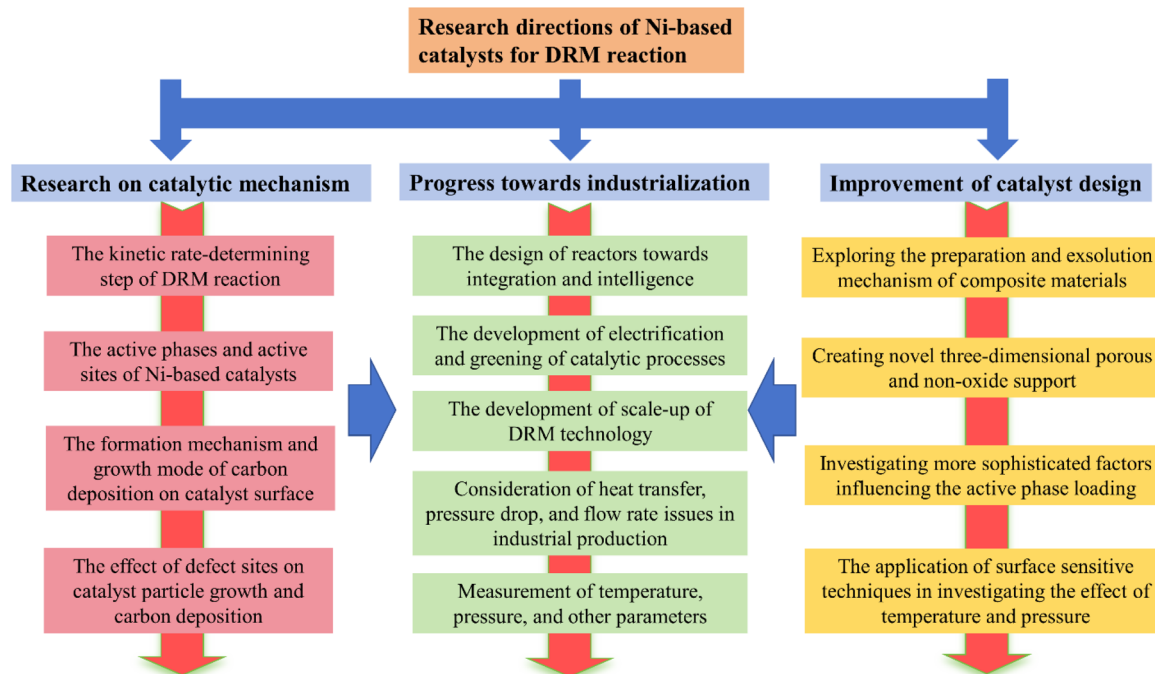 Research directions of Ni-based
catalysts for DRM reaction
Research on catalytic mechanism
The kinetic rate-determining
step of DRM reaction
The active phases and active
sites of Ni-based catalysts
The formation mechanism and
growth mode of carbon
deposition on catalyst surface
The effect of defect sites on
catalyst particle growth and
carbon deposition
Progress towards industrialization
The design of reactors towards
integration and intelligence
The development of electrification
and greening of catalytic processes
The development of scale-up of
DRM technology
Consideration of heat transfer,
pressure drop, and flow rate issues in
industrial production
Measurement of temperature,
pressure, and other parameters
Improvement of catalyst design
Exploring the preparation and exsolution
mechanism of composite materials
Creating novel three-dimensional porous
and non-oxide support
Investigating more sophisticated factors
influencing the active phase loading
The application of surface sensitive
techniques in investigating the effect of
temperature and pressure